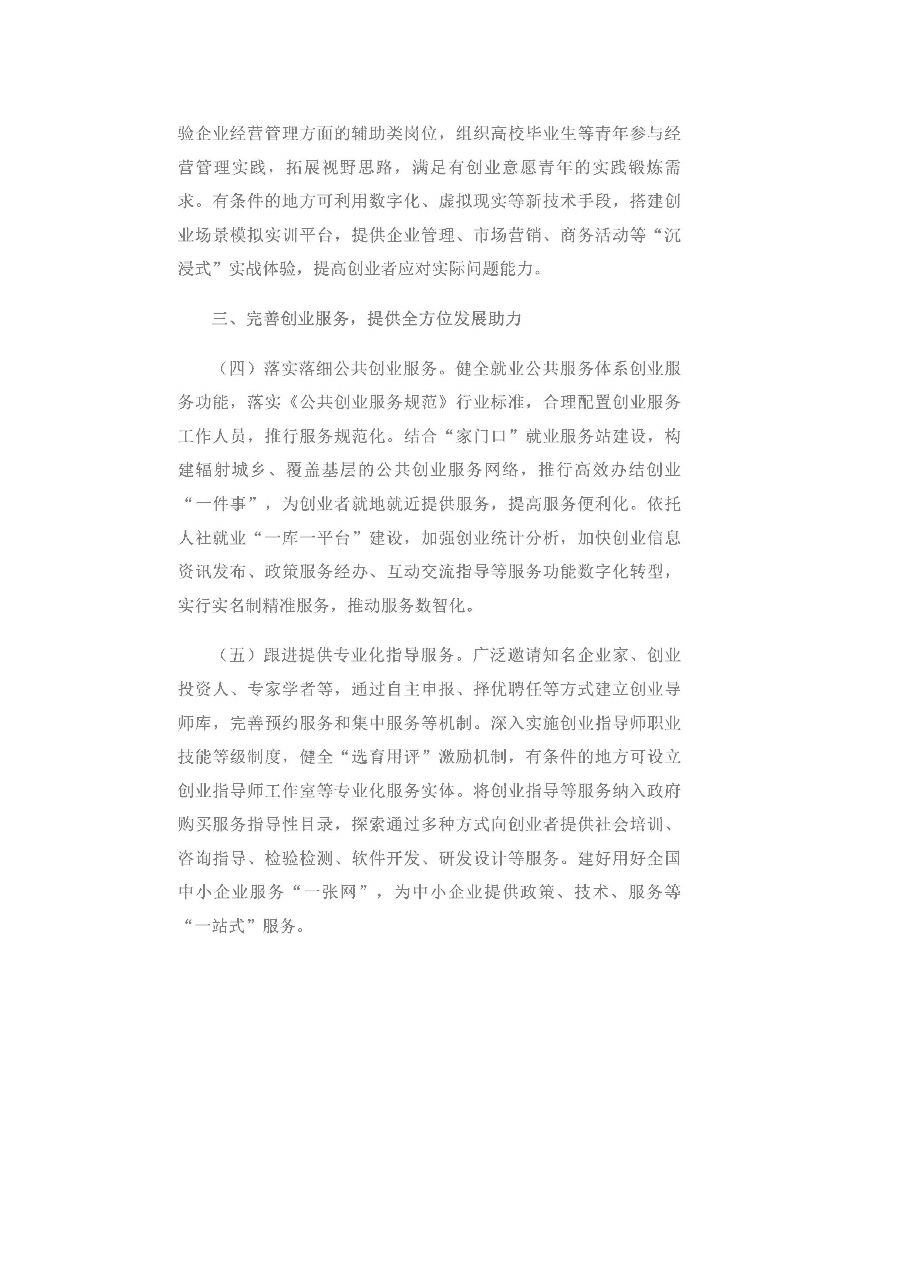 验企业经营管理方面的辅助类岗位，组织高校毕业生等青年参与经
营管理实践，拓展视野思路，满足有创业意愿青年的实践锻炼需
求。有条件的地方可利用数字化、虚拟现实等新技术手段，搭建创
业场景模拟实训平台，提供企业管理、市场营销、商务活动等“沉
浸式”实战体验，提高创业者应对实际问题能力。
三、完善创业服务，提供全方位发展助力
（四）落实落细公共创业服务。健全就业公共服务体系创业服
务功能，落实《公共创业服务规范》行业标准，合理配置创业服务
工作人员，推行服务规范化。结合“家门口”就业服务站建设，构
建辐射城乡、覆盖基层的公共创业服务网络，推行高效办结创业
“一件事”，为创业者就地就近提供服务，提高服务便利化。依托
人社就业“一库一平台”建设，加强创业统计分析，加快创业信息
资讯发布、政策服务经办、互动交流指导等服务功能数字化转型，
实行实名制精准服务，推动服务数智化。
（五）跟进提供专业化指导服务。广泛邀请知名企业家、创业
投资人、专家学者等，通过自主申报、择优聘任等方式建立创业导
师库，完善预约服务和集中服务等机制。深入实施创业指导师职业
技能等级制度，健全“选育用评”激励机制，有条件的地方可设立
创业指导师工作室等专业化服务实体。将创业指导等服务纳入政府
购买服务指导性目录，探索通过多种方式向创业者提供社会培训、
咨询指导、检验检测、软件开发、研发设计等服务。建好用好全国
中小企业服务“一张网”，为中小企业提供政策、技术、服务等
“一站式”服务。